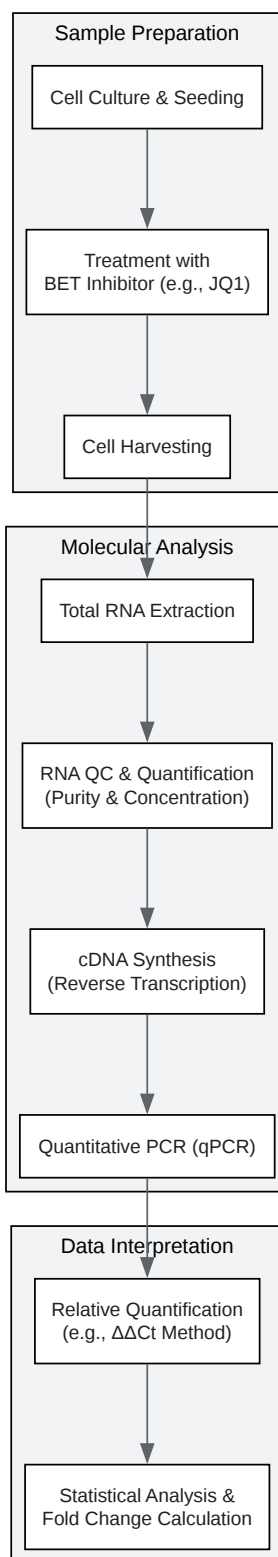 Sample Preparation
Cell Culture & Seeding
Treatment with
BET Inhibitor (e.g., JQ1)
Cell Harvesting
Molecular Analysis
Total RNA Extraction
RNA QC & Quantification
(Purity & Concentration)
cDNA Synthesis
(Reverse Transcription)
Quantitative PCR (qPCR)
Data Interpretation
Relative Quantification
(e.g., ΔΔCt Method)
Statistical Analysis &
Fold Change Calculation